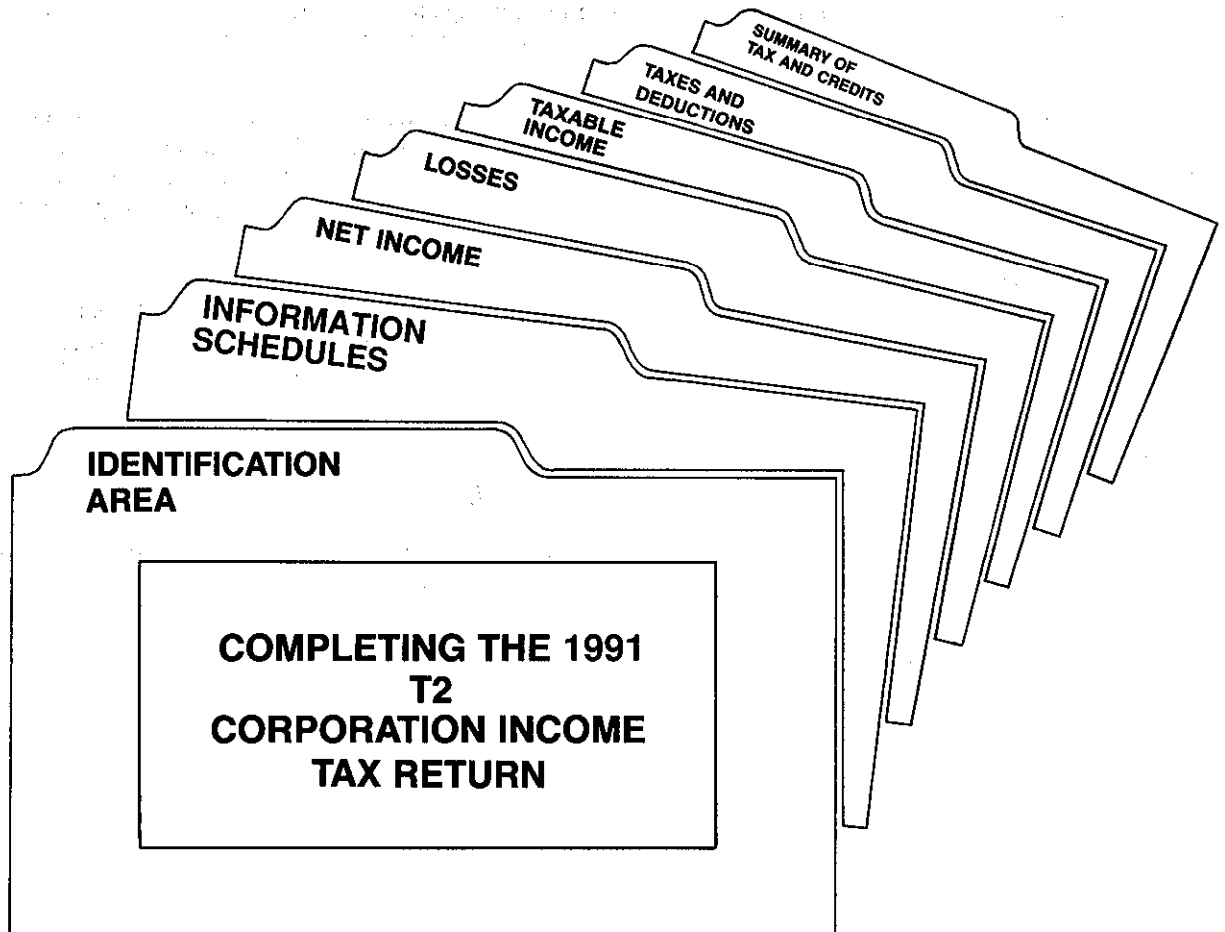 SUMMARY OF
TAX AND CREDITS
TAXES AND
DEDUCTIONS
TAXABLE
INCOME
LOSSES
NET INCOME
INFORMATION
SCHEDULES
IDENTIFICATION
AREA
COMPLETING THE 1991
T2
CORPORATION INCOME
TAX RETURN